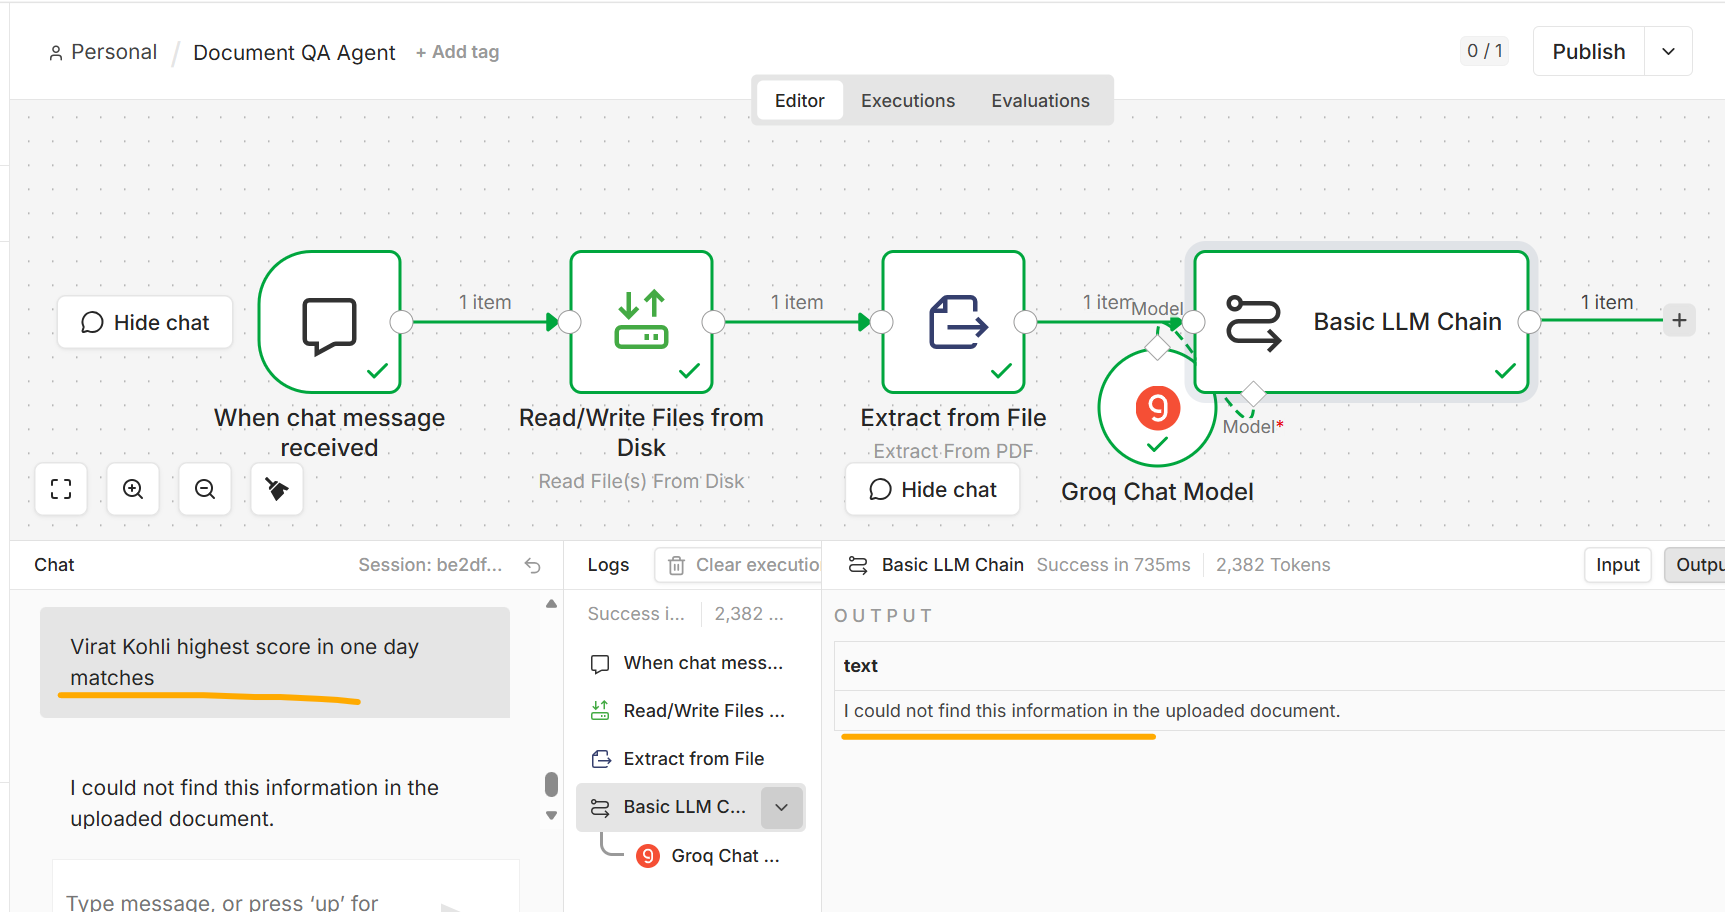 Personal / Document QA Agent + Add tag
0 / 1
Publish
Editor Executions Evaluations
Hide chat
1 item
1 item
1 item
Model
Basic LLM Chain
1 item
When chat message
received
Read/Write Files from
Disk
Read File(s) From Disk
Extract from File
Extract From PDF
Model*
Groq Chat Model
Hide chat
Chat
Session: be2df...
Virat Kohli highest score in one day
matches
I could not find this information in the
uploaded document.
Type message, or press ‘up’ for
Logs
Clear executio
Success i...
2,382 ...
When chat mess...
Read/Write Files ...
Extract from File
Basic LLM C...
Groq Chat ...
Basic LLM Chain Success in 735ms 2,382 Tokens
Input
Outpu
OUTPUT
text
I could not find this information in the uploaded document.